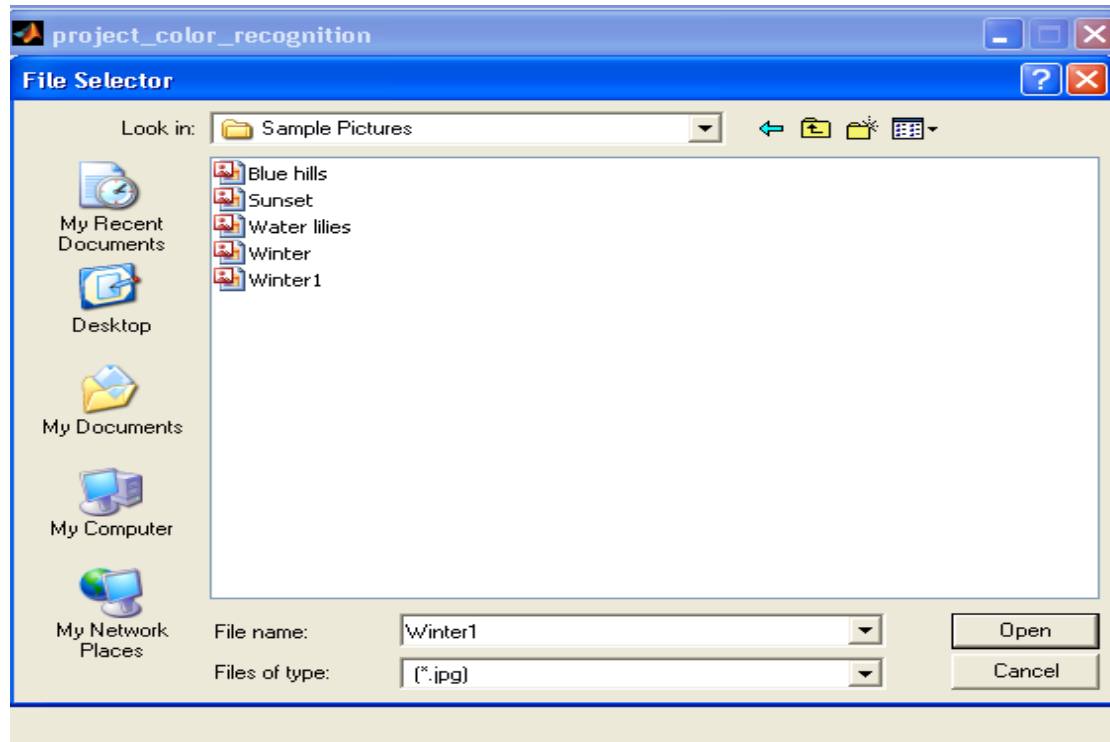 project_color_recognition
File Selector
Look in:
Sample Pictures
My Recent
Documents
Desktop
My Documents
My Computer
My Network
Places
Blue hills
Sunset
Water lilies
Winter
Winter1
File name:
Winter1
Open
Files of type:
(*.jpg)
Cancel